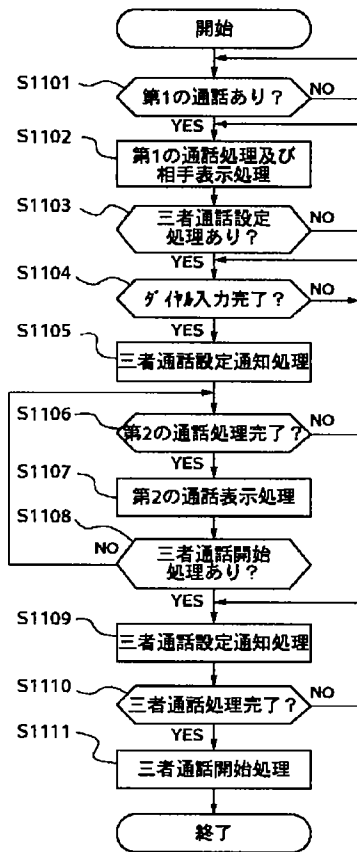 開始
S1101
第1の通話あり？
NO
YES
S1102
第1の通話処理及び
相手表示処理
S1103
三者通話設定
処理あり？
NO
YES
S1104
ダイヤル入力完了？
NO
YES
S1105
三者通話設定通知処理
S1106
第2の通話処理完了？
NO
YES
S1107
第2の通話表示処理
S1108
三者通話開始
処理あり？
NO
YES
S1109
三者通話設定通知処理
S1110
三者通話処理完了？
NO
YES
S1111
三者通話開始処理
終了